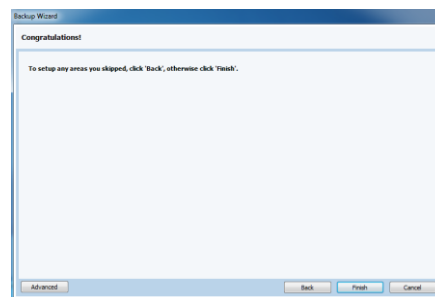 Backup Wizard
Congratulations!
To setup any areas you skipped, click 'Back', otherwise click 'Finish'.
Advanced
Back
Finish
Cancel